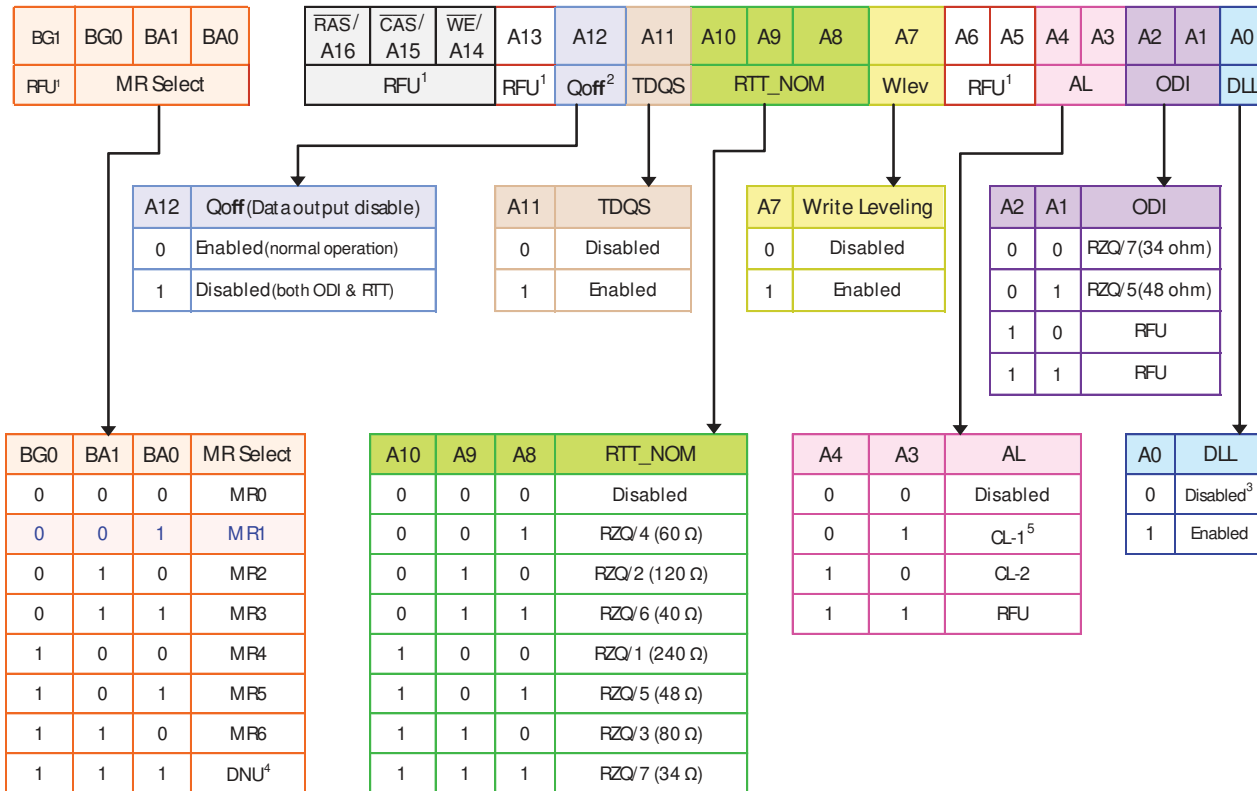 BG1 BG0 BA1 BA0 RAS/ A16 CAS/ A15 WE/ A14 A13 A12 A11 A10 A9 A8 A7 A6 A5 A4 A3 A2 A1 A0
RFU¹ MR Select RFU¹ RFU¹ Qoff² TDQS RTT_NOM Wlev RFU¹ AL ODI DLL
A12 Qoff (Data output disable)
0 Enabled (normal operation)
1 Disabled (both ODI & RTT)
A11 TDQS
0 Disabled
1 Enabled
A7 Write Leveling
0 Disabled
1 Enabled
A2 A1 ODI
0 0 RZQ/7(34 ohm)
0 1 RZQ/5(48 ohm)
1 0 RFU
1 1 RFU
BG0 BA1 BA0 MR Select
0 0 0 MR0
0 0 1 MR1
0 1 0 MR2
0 1 1 MR3
1 0 0 MR4
1 0 1 MR5
1 1 0 MR6
1 1 1 DNU⁴
A10 A9 A8 RTT_NOM
0 0 0 Disabled
0 0 1 RZQ/4 (60 Ω)
0 1 0 RZQ/2 (120 Ω)
0 1 1 RZQ/6 (40 Ω)
1 0 0 RZQ/1 (240 Ω)
1 0 1 RZQ/5 (48 Ω)
1 1 0 RZQ/3 (80 Ω)
1 1 1 RZQ/7 (34 Ω)
A4 A3 AL
0 0 Disabled
0 1 CL-1⁵
1 0 CL-2
1 1 RFU
A0 DLL
0 Disabled³
1 Enabled